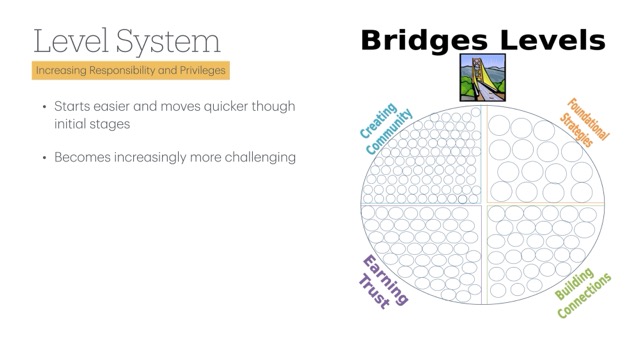 Level System
Increasing Responsibility and Privileges
• Starts easier and moves quicker though
initial stages
• Becomes increasingly more challenging
Bridges Levels
Creating
Community
Foundational
Strategies
Earning
Trust
Building
Connections